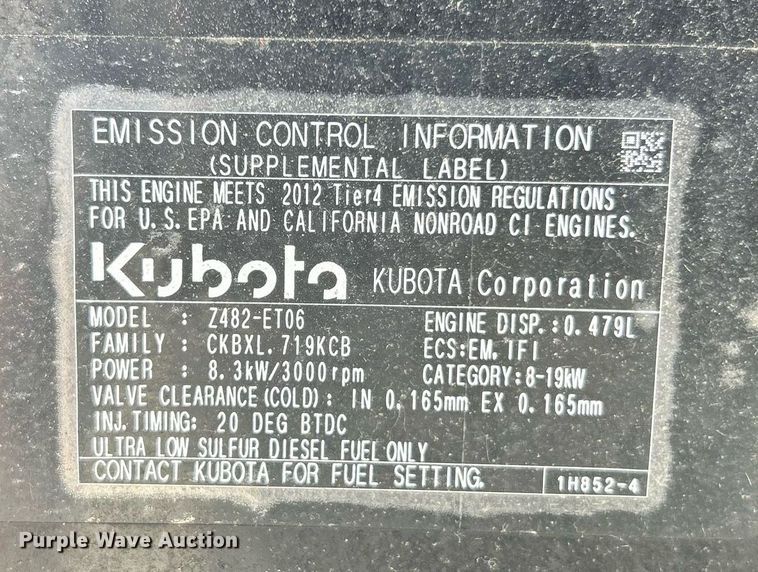 EMISSION CONTROL INFORMATION
(SUPPLEMENTAL LABEL)
THIS ENGINE MEETS 2012 Tier4 EMISSION REGULATIONS
FOR U.S. EPA AND CALIFORNIA NONROAD CI ENGINES.
Kubota KUBOTA Corporation
MODEL : Z482-ET06 ENGINE DISP.:0.479L
FAMILY : CKBXL.719KCB ECS:EM,IFI
POWER : 8.3kW/3000rpm CATEGORY:8-19kW
VALVE CLEARANCE(COLD): IN 0.165mm EX 0.165mm
INJ.TIMING: 20 DEG BTDC
ULTRA LOW SULFUR DIESEL FUEL ONLY
CONTACT KUBOTA FOR FUEL SETTING. 1H852-4
Purple Wave Auction